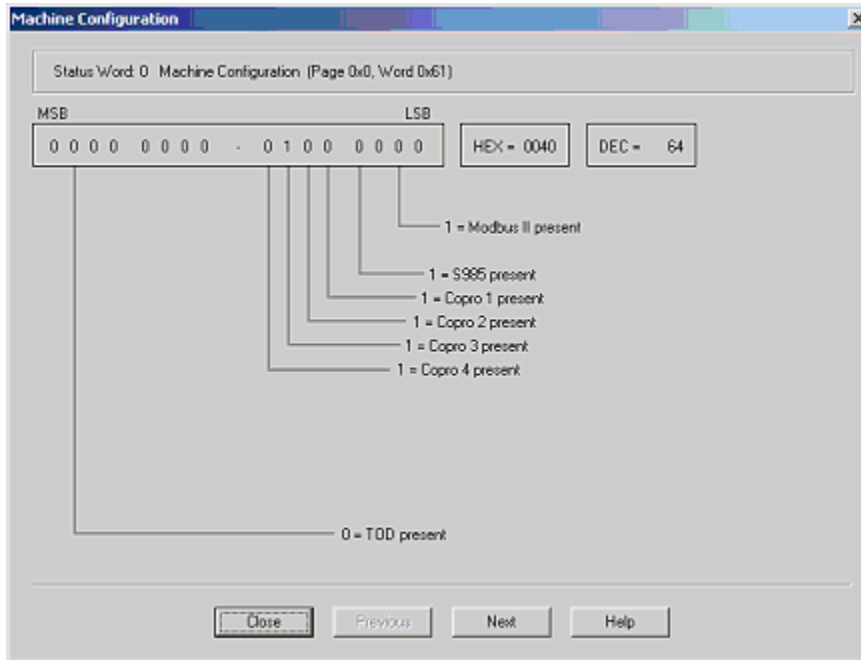 Machine Configuration
Status Word: 0 Machine Configuration (Page 0x0, Word 0x61)
MSB LSB
0 0 0 0 0 0 0 0 - 0 1 0 0 0 0 0 0 HEX = 0040 DEC = 64
1 = Modbus II present
1 = S985 present
1 = Copro 1 present
1 = Copro 2 present
1 = Copro 3 present
1 = Copro 4 present
0 = TOD present
Close Previous Next Help